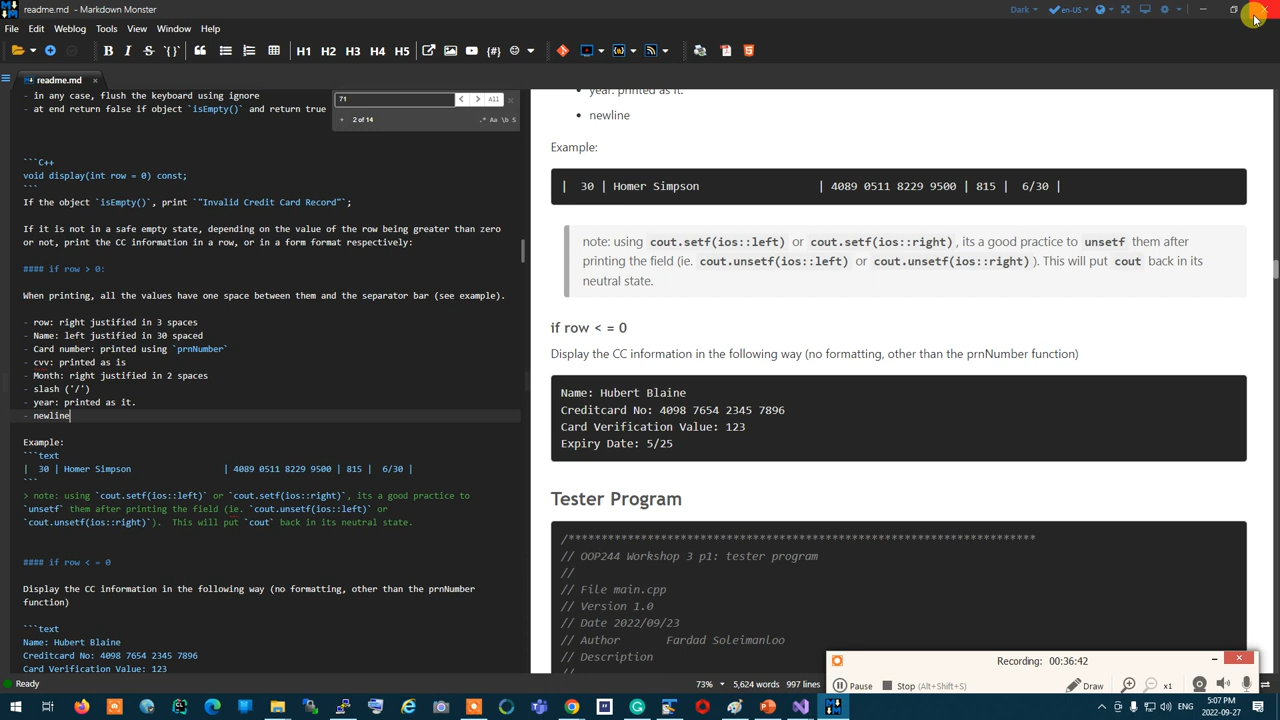 readme.md - Markdown Monster
Dark
en-US
File Edit Weblog Tools View Window Help
B I S H1 H2 H3 H4 H5 {#}
readme.md
- in any case, flush the keyboard using ignore
- at end return false if object `isEmpty()` and return true
71
All
2 of 14
.* Aa \b S
```C++
void display(int row = 0) const;
```
If the object `isEmpty()`, print `"Invalid Credit Card Record"`;
If it is not in a safe empty state, depending on the value of the row being greater than zero
or not, print the CC information in a row, or in a form format respectively:
#### if row > 0:
When printing, all the values have one space between them and the separator bar (see example).
- row: right justified in 3 spaces
- Name: left justified in 30 spaced
- Card number: printed using `prnNumber`
- cvv: printed as is
- Month: right justified in 2 spaces
- slash ('/')
- year: printed as it.
- newline
Example:
```text
|  30 | Homer Simpson                  | 4089 0511 8229 9500 | 815 |  6/30 |
```
> note: using `cout.setf(ios::left)` or `cout.setf(ios::right)`, its a good practice to
`unsetf` them after printing the field (ie. `cout.unsetf(ios::left)` or
`cout.unsetf(ios::right)`).  This will put `cout` back in its neutral state.
#### if row < = 0
Display the CC information in the following way (no formatting, other than the prnNumber
function)
```text
Name: Hubert Blaine
Creditcard No: 4098 7654 2345 7896
Card Verification Value: 123
• year: printed as it.
• newline
Example:
|  30 | Homer Simpson                  | 4089 0511 8229 9500 | 815 |  6/30 |
note: using cout.setf(ios::left) or cout.setf(ios::right), its a good practice to unsetf them after
printing the field (ie. cout.unsetf(ios::left) or cout.unsetf(ios::right)). This will put cout back in its
neutral state.
if row < = 0
Display the CC information in the following way (no formatting, other than the prnNumber function)
Name: Hubert Blaine
Creditcard No: 4098 7654 2345 7896
Card Verification Value: 123
Expiry Date: 5/25
Tester Program
/***********************************************************************
// OOP244 Workshop 3 p1: tester program
//
// File main.cpp
// Version 1.0
// Date 2022/09/23
// Author      Fardad Soleimanloo
// Description
//
Recording: 00:36:42
Pause Stop (Alt+Shift+S) Draw x1
Ready
73% 5,624 words 997 lines
ENG
5:07 PM
2022-09-27